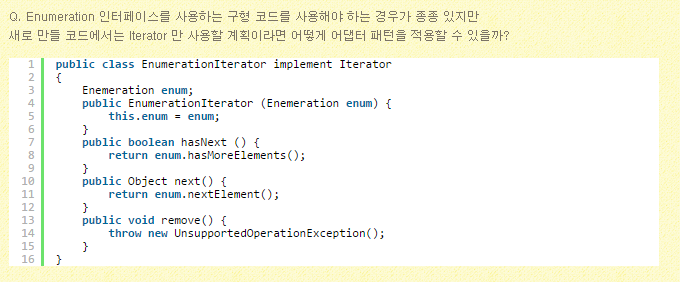 Q. Enumeration 인터페이스를 사용하는 구형 코드를 사용해야 하는 경우가 종종 있지만
새로 만들 코드에서는 Iterator 만 사용할 계획이라면 어떻게 어댑터 패턴을 적용할 수 있을까?
1 public class EnumerationIterator implement Iterator
2 {
3 Enemeration enum;
4 public EnumerationIterator (Enemeration enum) {
5 this.enum = enum;
6 }
7 public boolean hasNext () {
8 return enum.hasMoreElements();
9 }
10 public Object next() {
11 return enum.nextElement();
12 }
13 public void remove() {
14 throw new UnsupportedOperationException();
15 }
16 }